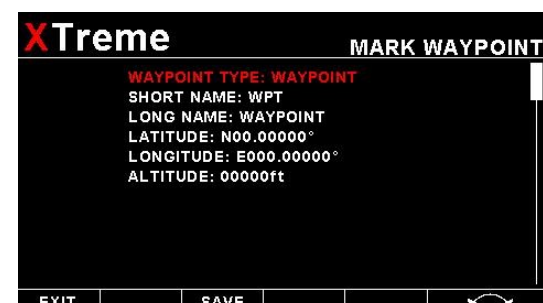 XTreme
MARK WAYPOINT
WAYPOINT TYPE: WAYPOINT
SHORT NAME: WPT
LONG NAME: WAYPOINT
LATITUDE: N00.00000°
LONGITUDE: E000.00000°
ALTITUDE: 00000ft
EXIT SAVE